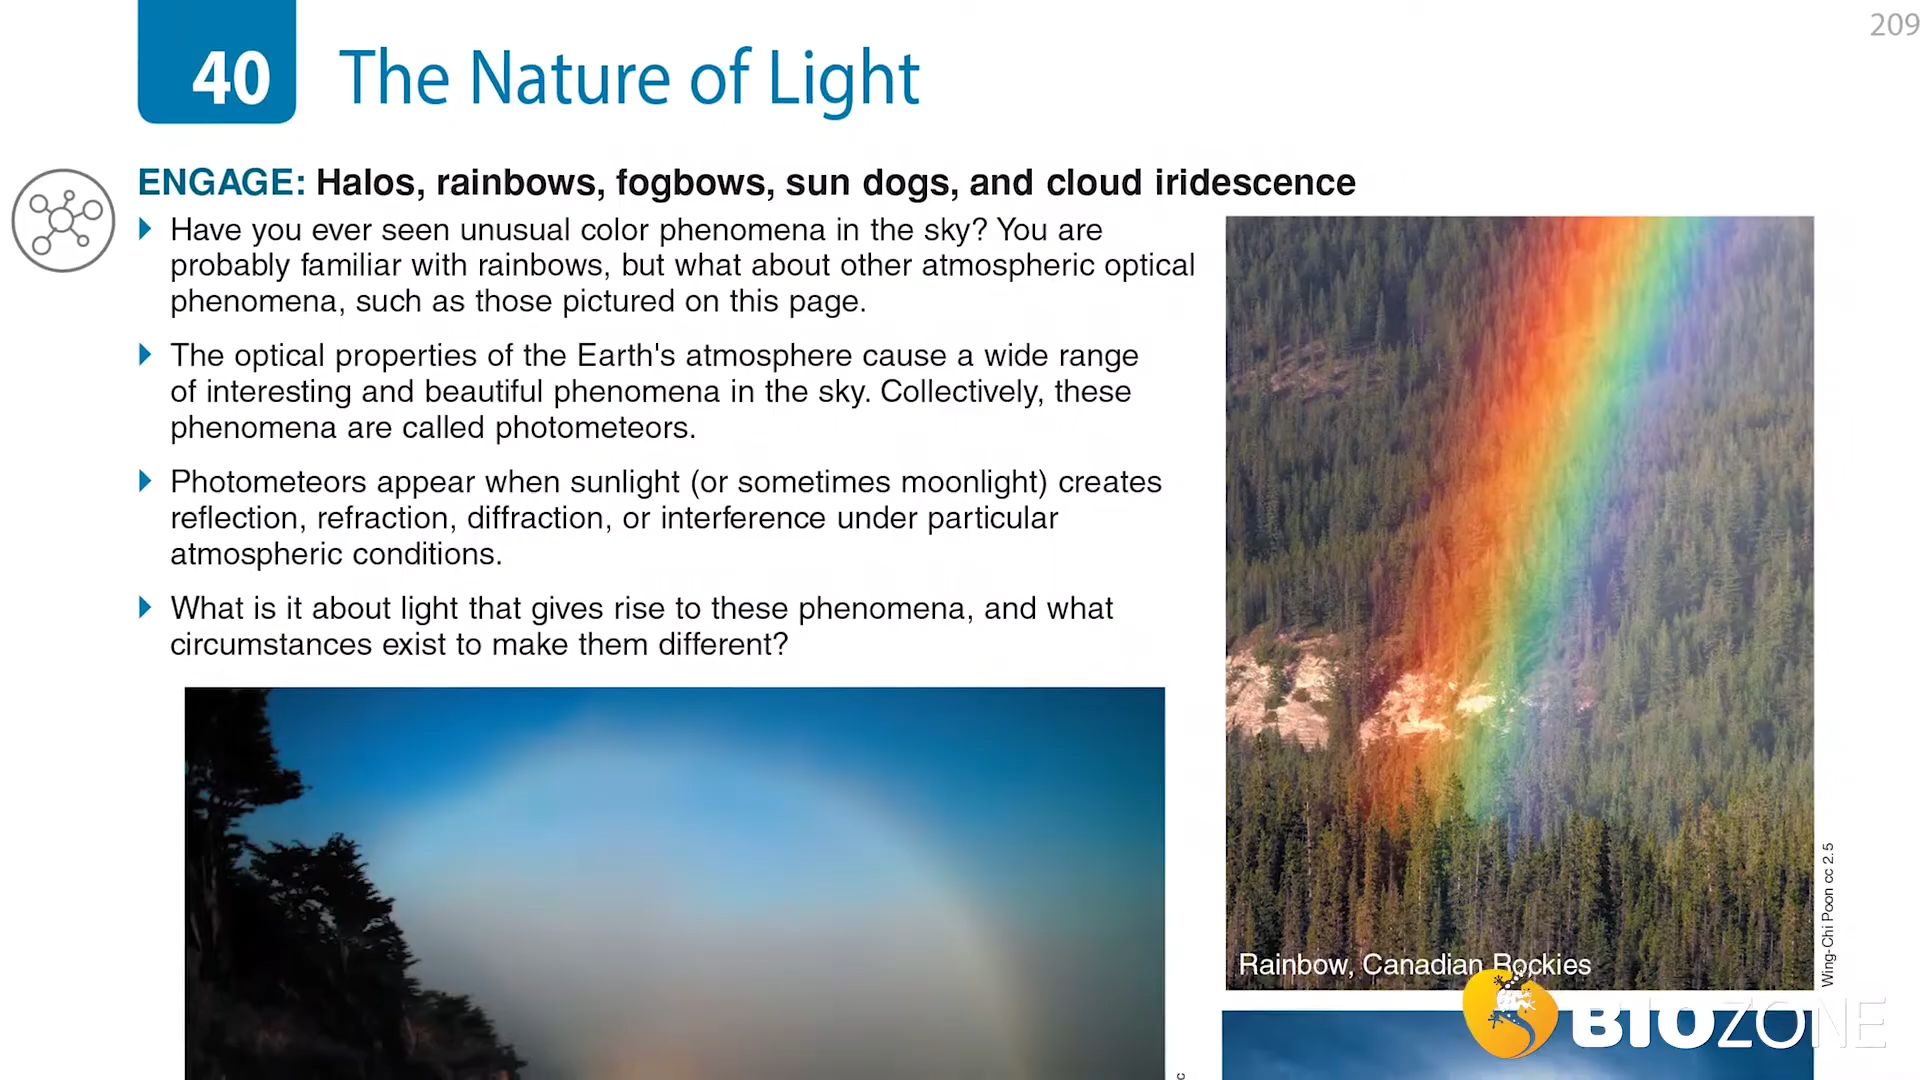 209
40 The Nature of Light
ENGAGE: Halos, rainbows, fogbows, sun dogs, and cloud iridescence
Have you ever seen unusual color phenomena in the sky? You are
probably familiar with rainbows, but what about other atmospheric optical
phenomena, such as those pictured on this page.
The optical properties of the Earth's atmosphere cause a wide range
of interesting and beautiful phenomena in the sky. Collectively, these
phenomena are called photometeors.
Photometeors appear when sunlight (or sometimes moonlight) creates
reflection, refraction, diffraction, or interference under particular
atmospheric conditions.
What is it about light that gives rise to these phenomena, and what
circumstances exist to make them different?
Rainbow, Canadian Rockies
Wing-Chi Poon cc 2.5
BIOZONE